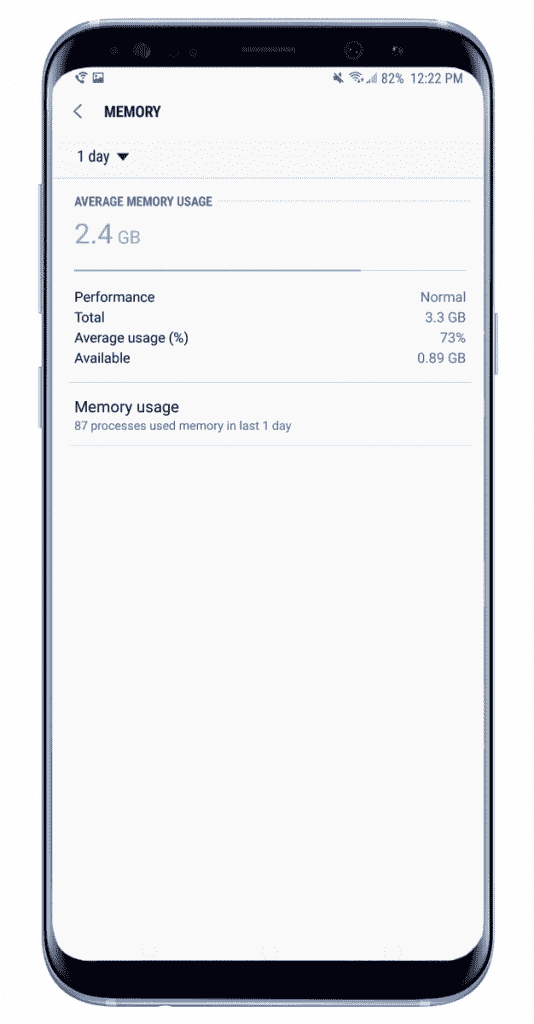 82% 12:22 PM
MEMORY
1 day
AVERAGE MEMORY USAGE
2.4 GB
Performance Normal
Total 3.3 GB
Average usage (%) 73%
Available 0.89 GB
Memory usage
87 processes used memory in last 1 day